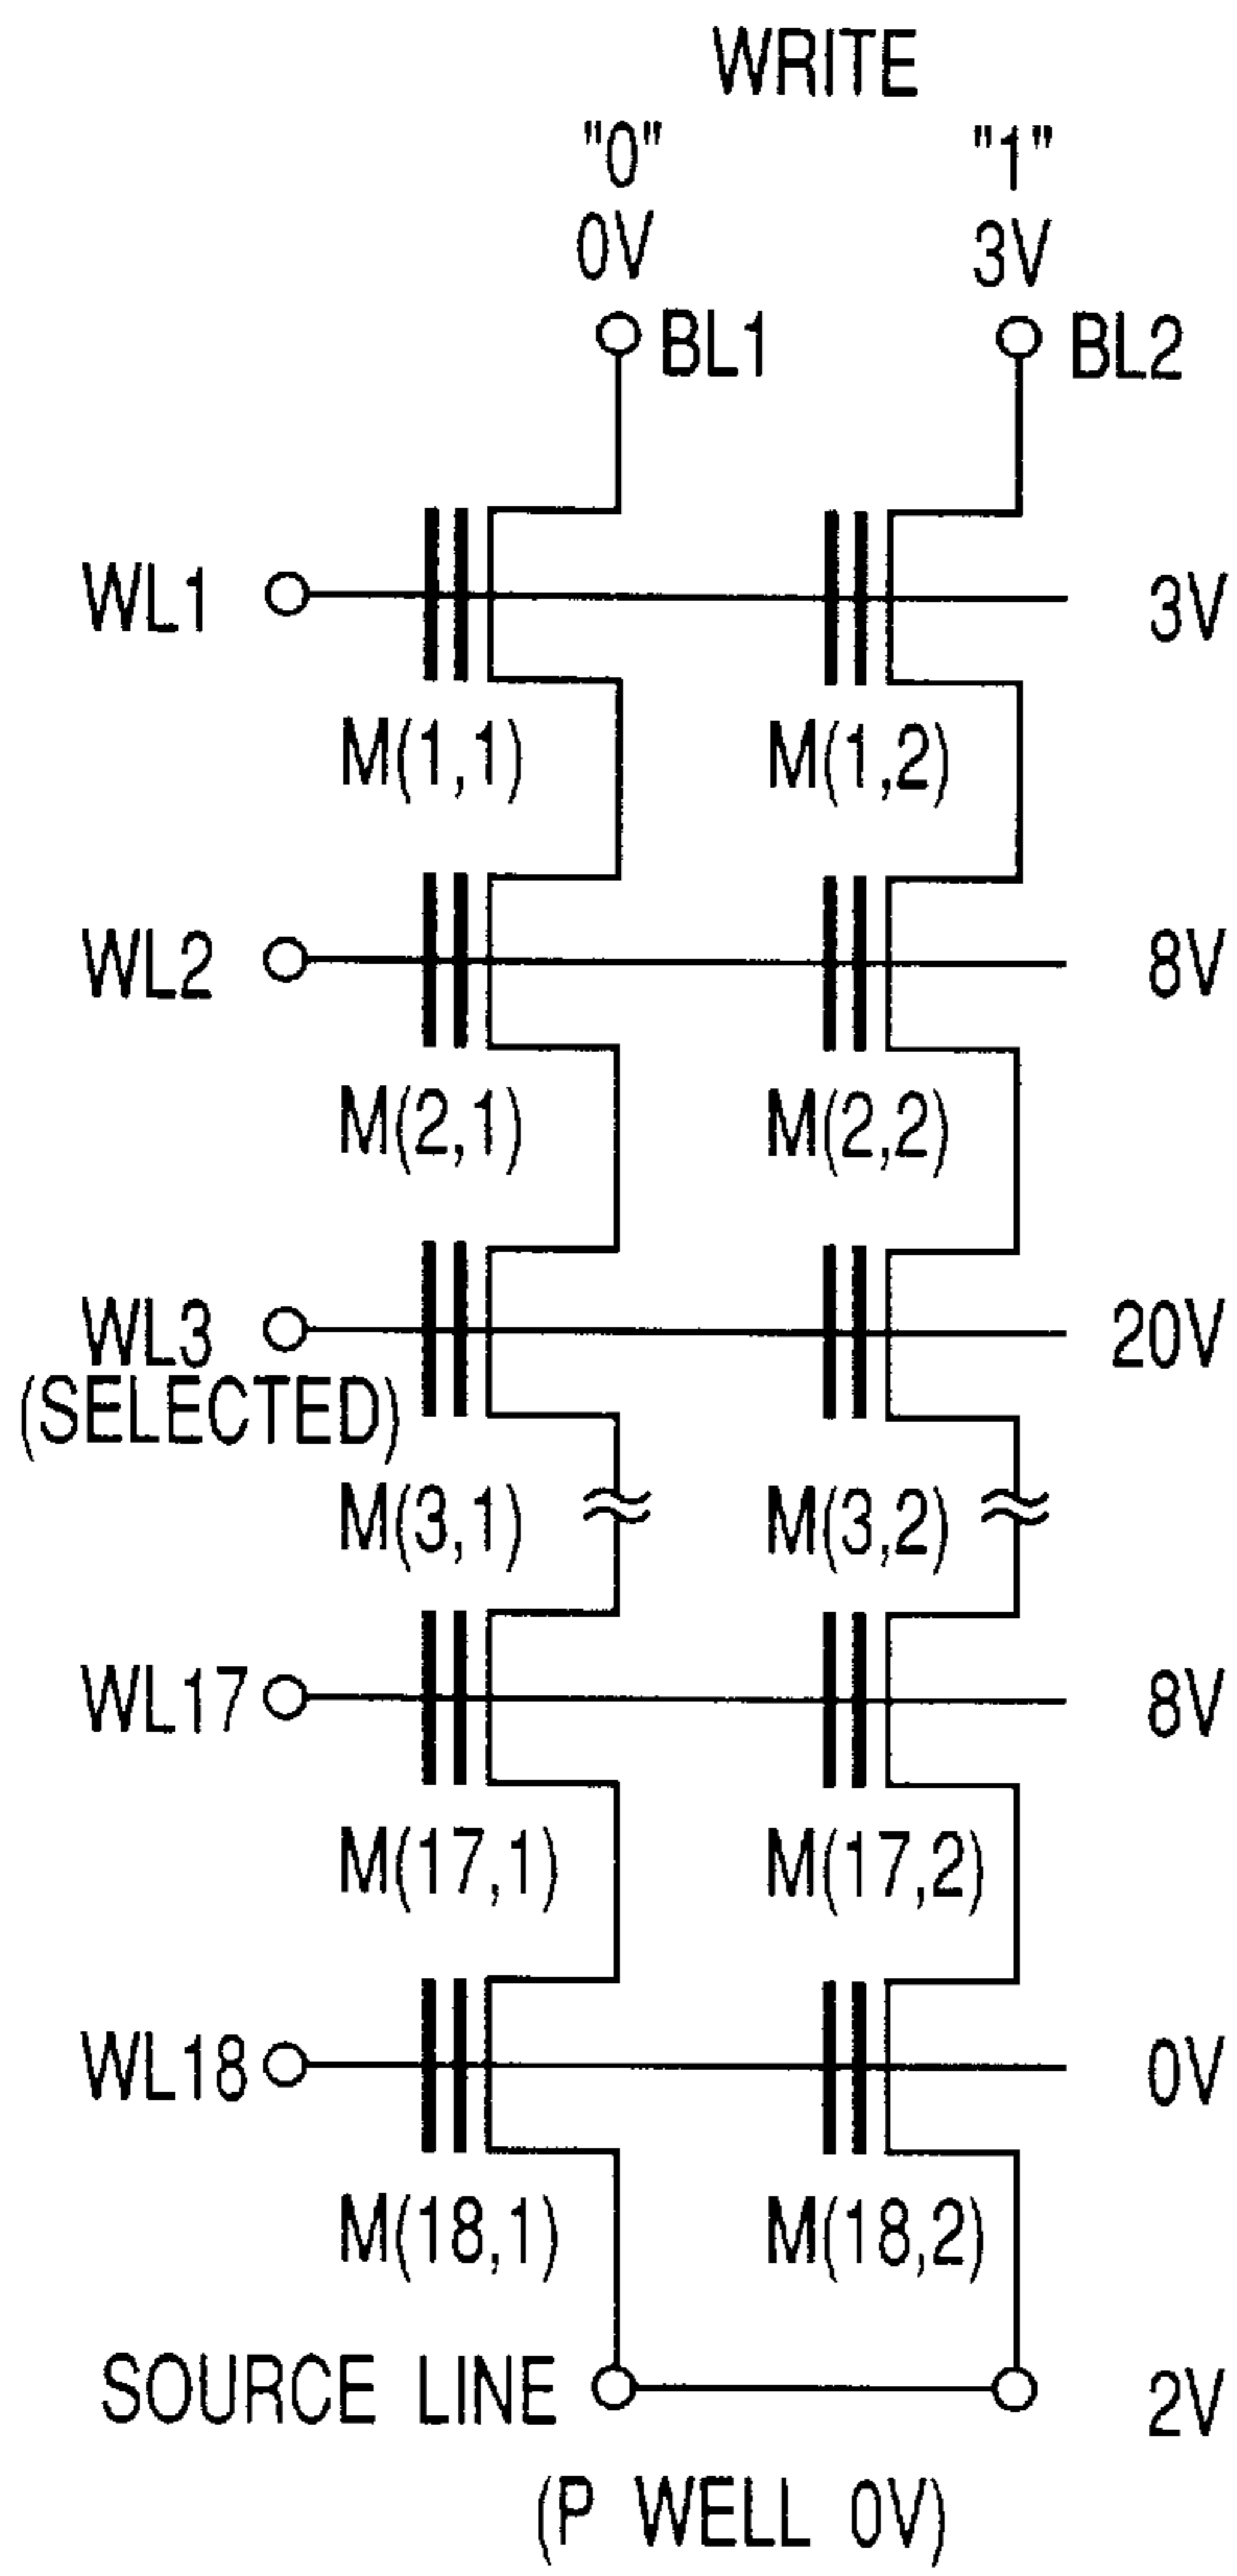 WRITE
"0" "1"
0V 3V
BL1 BL2
WL1 3V
M(1,1) M(1,2)
WL2 8V
M(2,1) M(2,2)
WL3 20V
(SELECTED)
M(3,1) M(3,2)
WL17 8V
M(17,1) M(17,2)
WL18 0V
M(18,1) M(18,2)
SOURCE LINE 2V
(P WELL 0V)